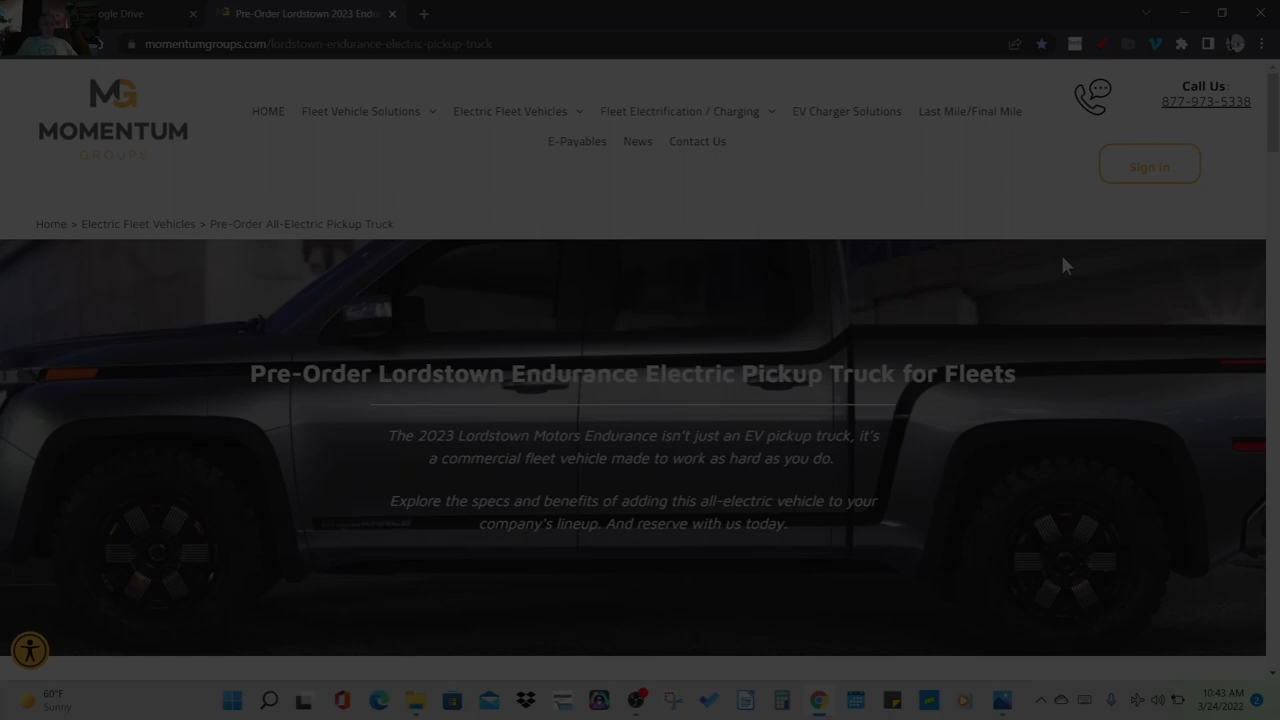 ogle Drive
Pre-Order Lordstown 2023 Endu
momentumgroups.com/lordstown-endurance-electric-pickup-truck
MG
MOMENTUM
GROUPS
HOME
Fleet Vehicle Solutions
Electric Fleet Vehicles
Fleet Electrification / Charging
EV Charger Solutions
Last Mile/Final Mile
E-Payables
News
Contact Us
Call Us:
877-973-5338
Sign in
Home > Electric Fleet Vehicles > Pre-Order All-Electric Pickup Truck
Pre-Order Lordstown Endurance Electric Pickup Truck for Fleets
The 2023 Lordstown Motors Endurance isn't just an EV pickup truck, it's
a commercial fleet vehicle made to work as hard as you do.
Explore the specs and benefits of adding this all-electric vehicle to your
company's lineup. And reserve with us today.
60°F
Sunny
10:43 AM
3/24/2022
2